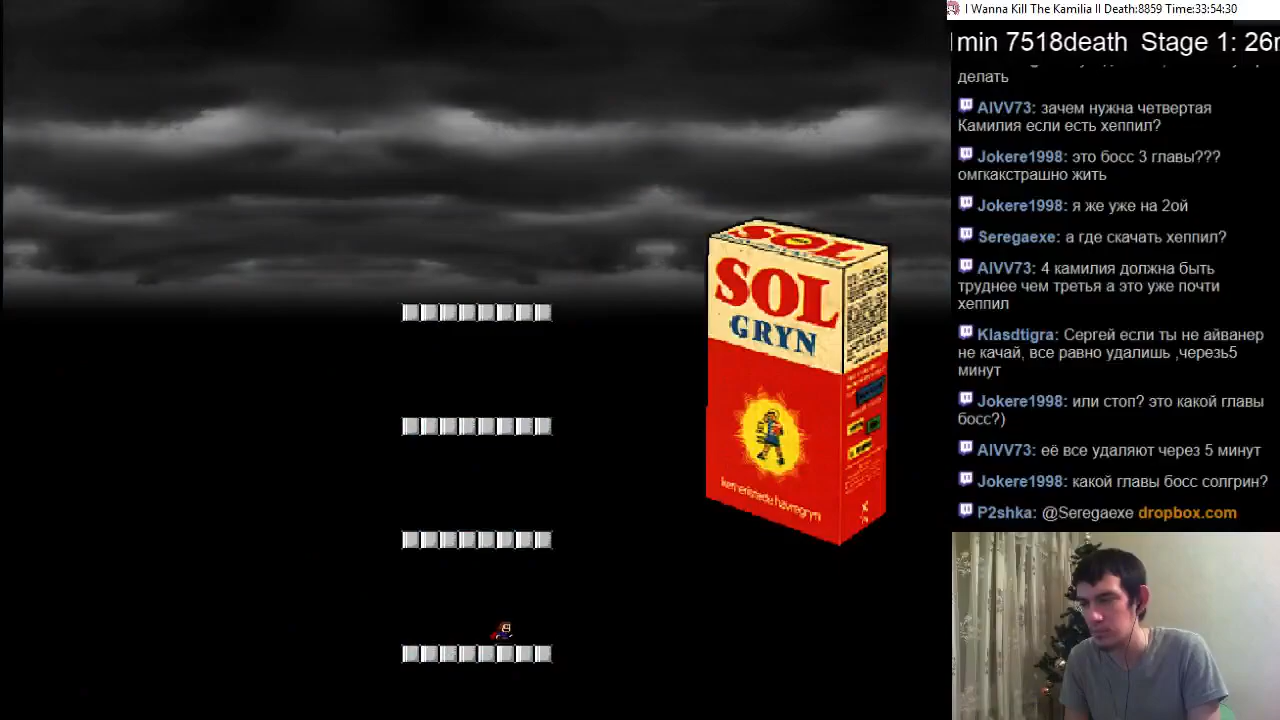 I Wanna Kill The Kamilia II Death:8859 Time:33:54:30
min 7518death Stage 1: 26
делать
AIVV73: зачем нужна четвертая
Камилия если есть хеппил?
Jokere1998: это босс 3 главы???
омгкакстрашно жить
Jokere1998: я же уже на 2ой
Seregaexe: а где скачать хеппил?
AIVV73: 4 камилия должна быть
труднее чем третья а это уже почти
хеппил
Klasdtigra: Сергей если ты не айванер
не качай, все равно удалишь ,черезь5
минут
Jokere1998: или стоп? это какой главы
босс?)
AIVV73: её все удаляют через 5 минут
Jokere1998: какой главы босс солгрин?
P2shka: @Seregaexe dropbox.com
SOL
SOL
GRYN